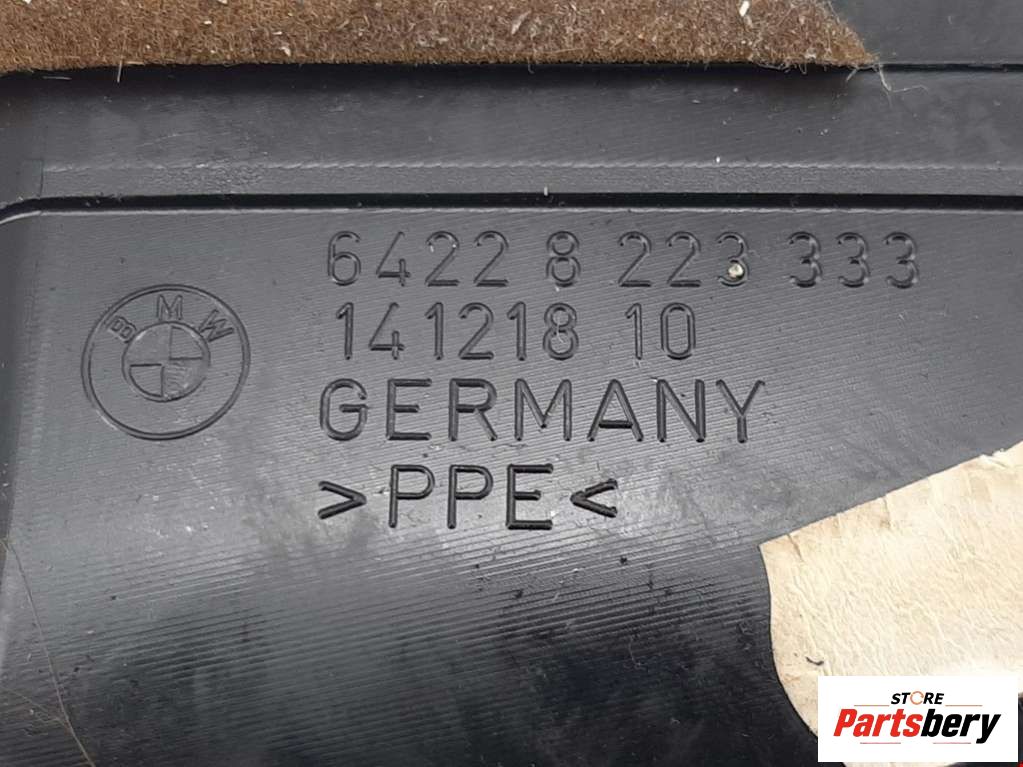 6422 8 223 333
BMW
141218 10
GERMANY
>PPE<
STORE
Partsbery